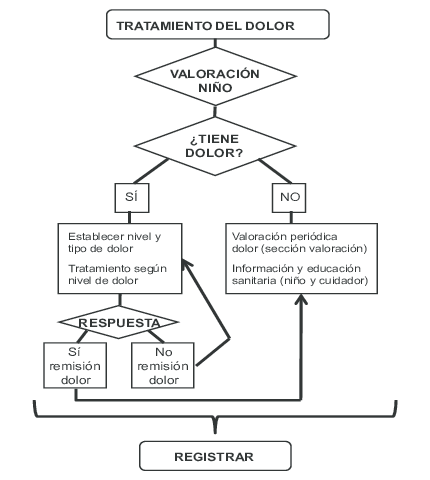 TRATAMIENTO DEL DOLOR
VALORACIÓN
NIÑO
¿TIENE
DOLOR?
SÍ
NO
Establecer nivel y
tipo de dolor
Tratamiento según
nivel de dolor
Valoración periódica
dolor (sección valoración)
Información y educación
sanitaria (niño y cuidador)
RESPUESTA
Sí
remisión
dolor
No
remisión
dolor
REGISTRAR